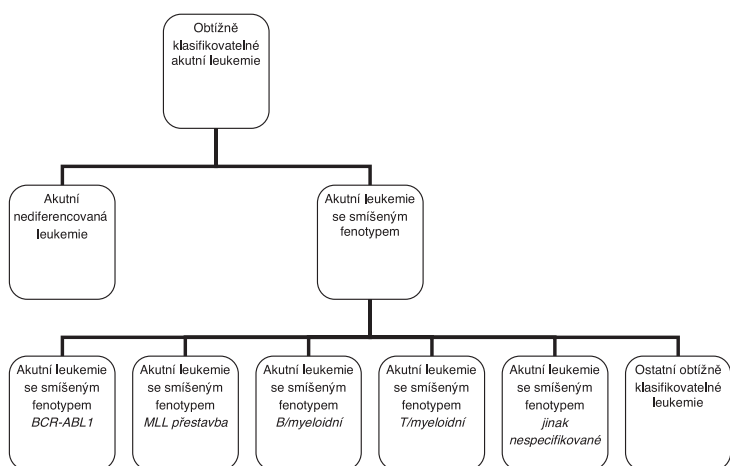 Obtížně
klasifikovatelné
akutní leukemie
Akutní
nediferencovaná
leukemie
Akutní leukemie
se smíšeným
fenotypem
Akutní leukemie
se smíšeným
fenotypem
BCR-ABL1
Akutní leukemie
se smíšeným
fenotypem
MLL přestavba
Akutní leukemie
se smíšeným
fenotypem
B/myeloidní
Akutní leukemie
se smíšeným
fenotypem
T/myeloidní
Akutní leukemie
se smíšeným
fenotypem
jinak
nespecifikované
Ostatní obtížně
klasifikovatelné
leukemie